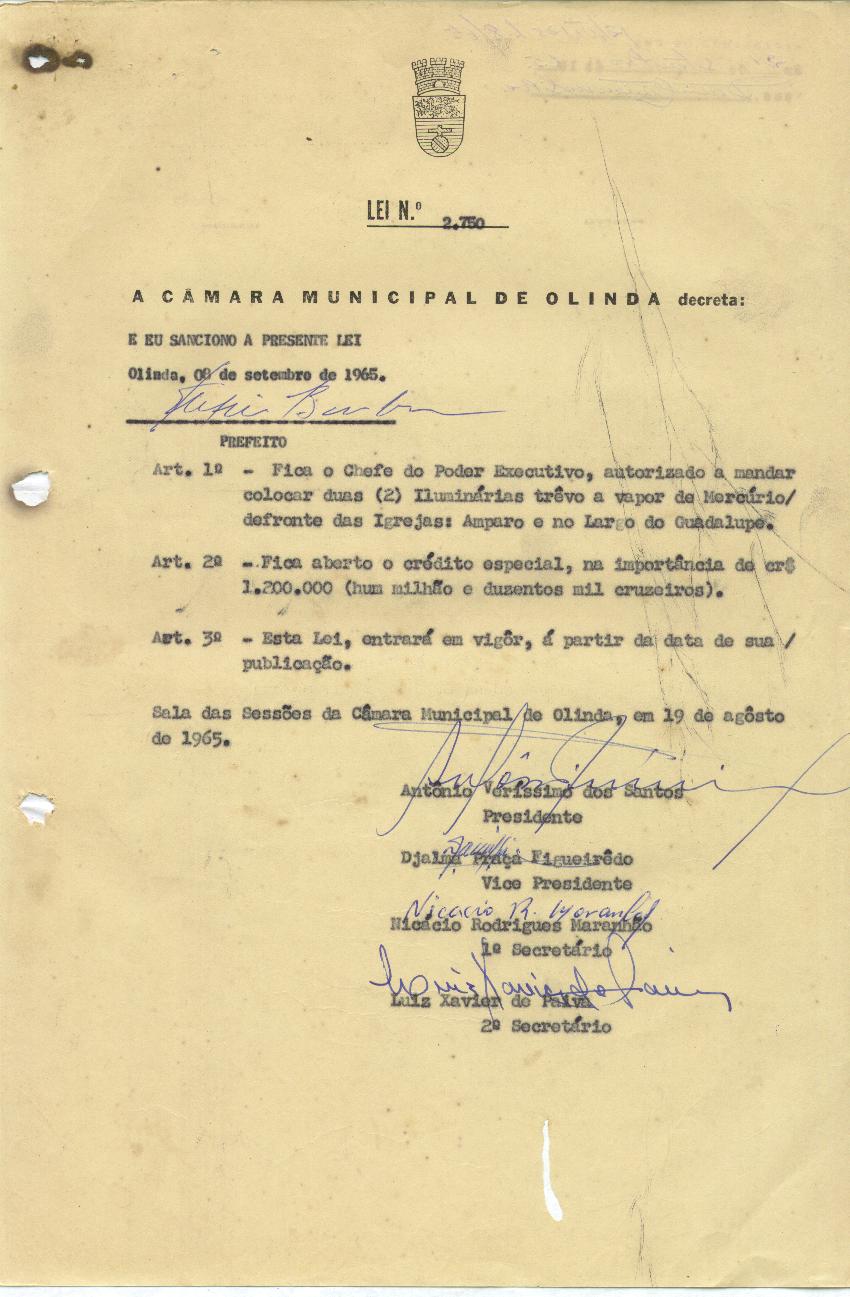 LEI N.º 2.750
A CÂMARA MUNICIPAL DE OLINDA decreta:
E EU SANCIONO A PRESENTE LEI
Olinda, 09 de setembro de 1965.
PREFEITO
Art. 1º - Fica o Chefe do Poder Executivo, autorizado a mandar
colocar duas (2) Iluminárias trêvo a vapor de Mercúrio/
defronte das Igrejas: Amparo e no Largo do Guadalupe.
Art. 2º - Fica aberto o crédito especial, na importância de cr$
1.200.000 (hum milhão e duzentos mil cruzeiros).
Art. 3º - Esta Lei, entrará em vigôr, á partir da data de sua /
publicação.
Sala das Sessões da Câmara Municipal de Olinda, em 19 de agôsto
de 1965.
Antônio Veríssimo dos Santos
Presidente
Djalma Praça Figueirêdo
Vice Presidente
Nicacio R. Maranhão
Nicácio Rodrigues Maranhão
1º Secretário
Luiz Xavier de Paiva
Luiz Xavier de Paiva
2º Secretário